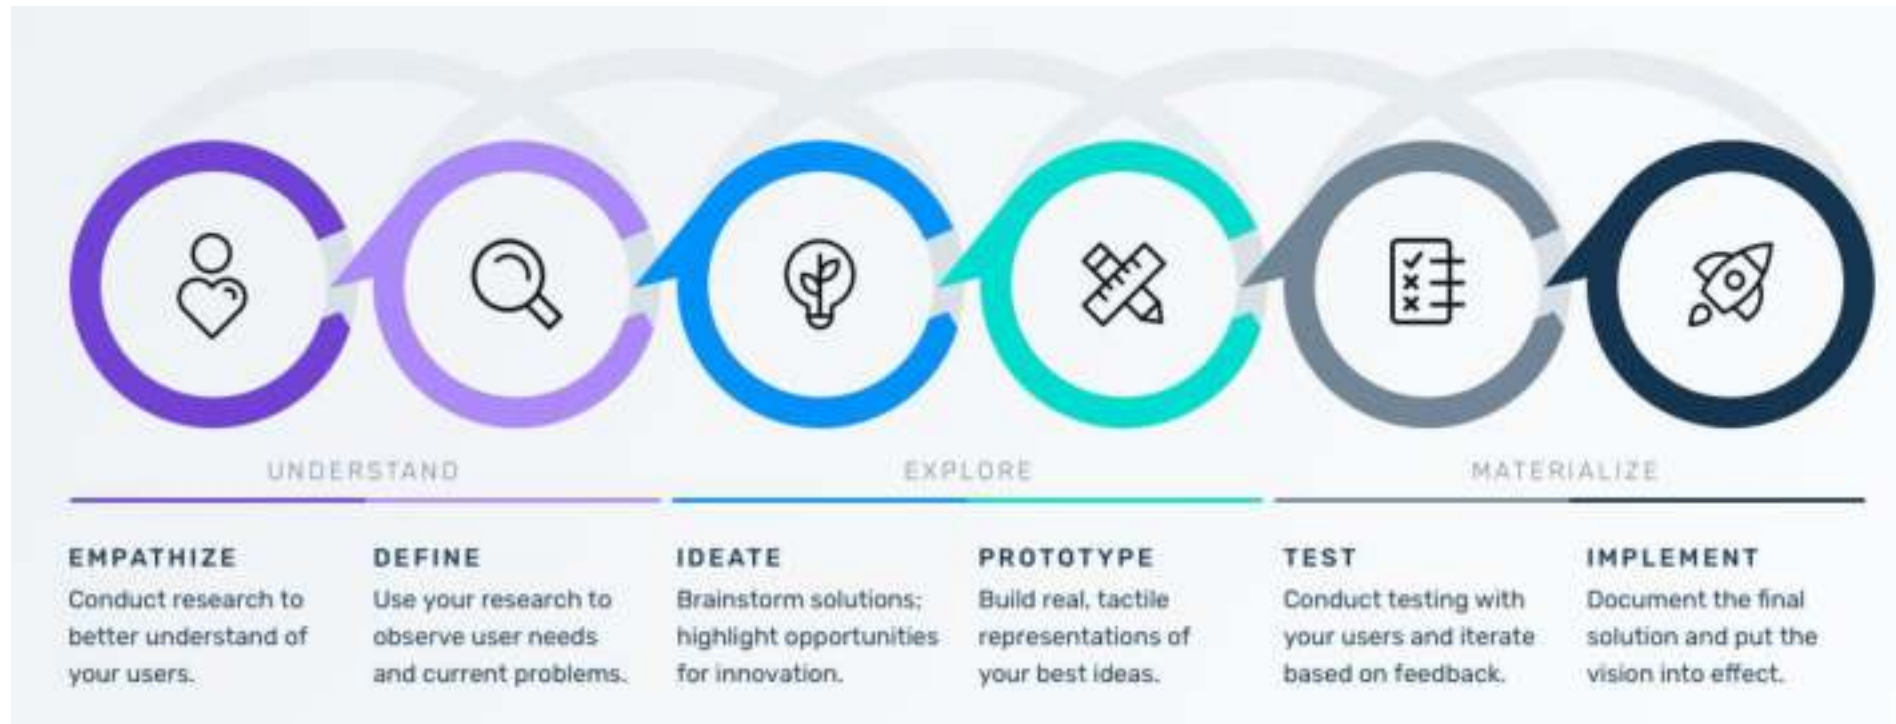 UNDERSTAND
EXPLORE
MATERIALIZE
EMPATHIZE
Conduct research to
better understand of
your users.
DEFINE
Use your research to
observe user needs
and current problems.
IDEATE
Brainstorm solutions;
highlight opportunities
for innovation.
PROTOTYPE
Build real, tactile
representations of
your best ideas.
TEST
Conduct testing with
your users and iterate
based on feedback.
IMPLEMENT
Document the final
solution and put the
vision into effect.